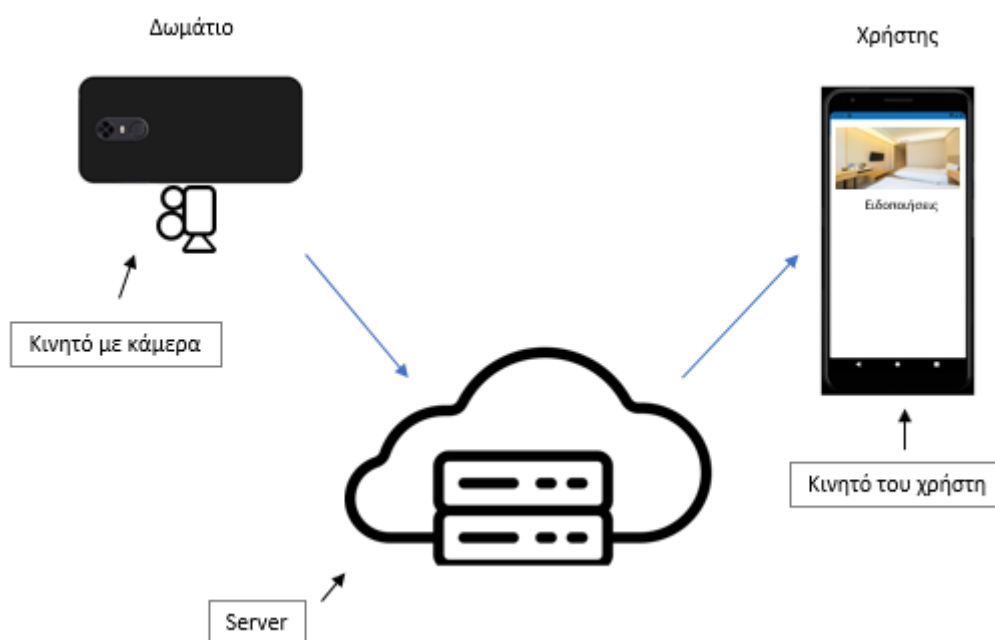 Δωμάτιο
Χρήστης
Ειδοποιήσεις
Κινητό με κάμερα
Κινητό του χρήστη
Server